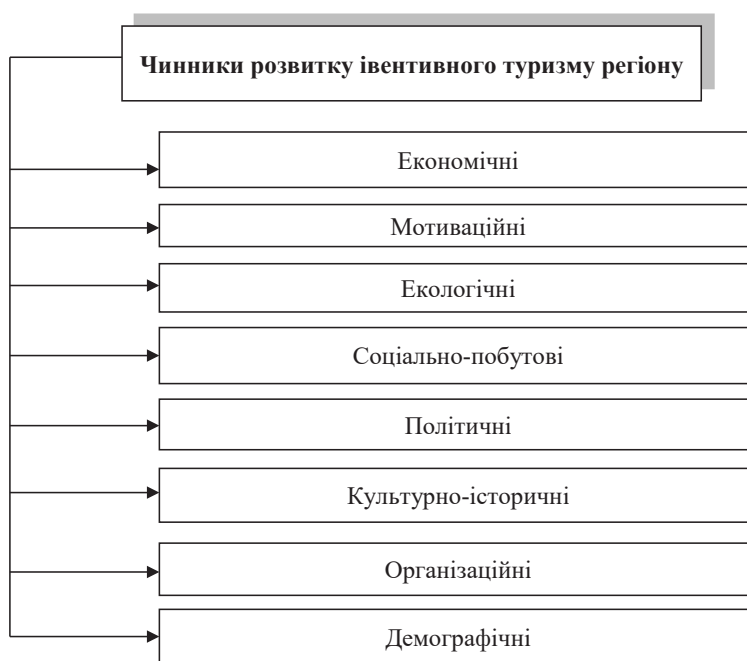 Чинники розвитку івентивного туризму регіону
Економічні
Мотиваційні
Екологічні
Соціально-побутові
Політичні
Культурно-історичні
Організаційні
Демографічні